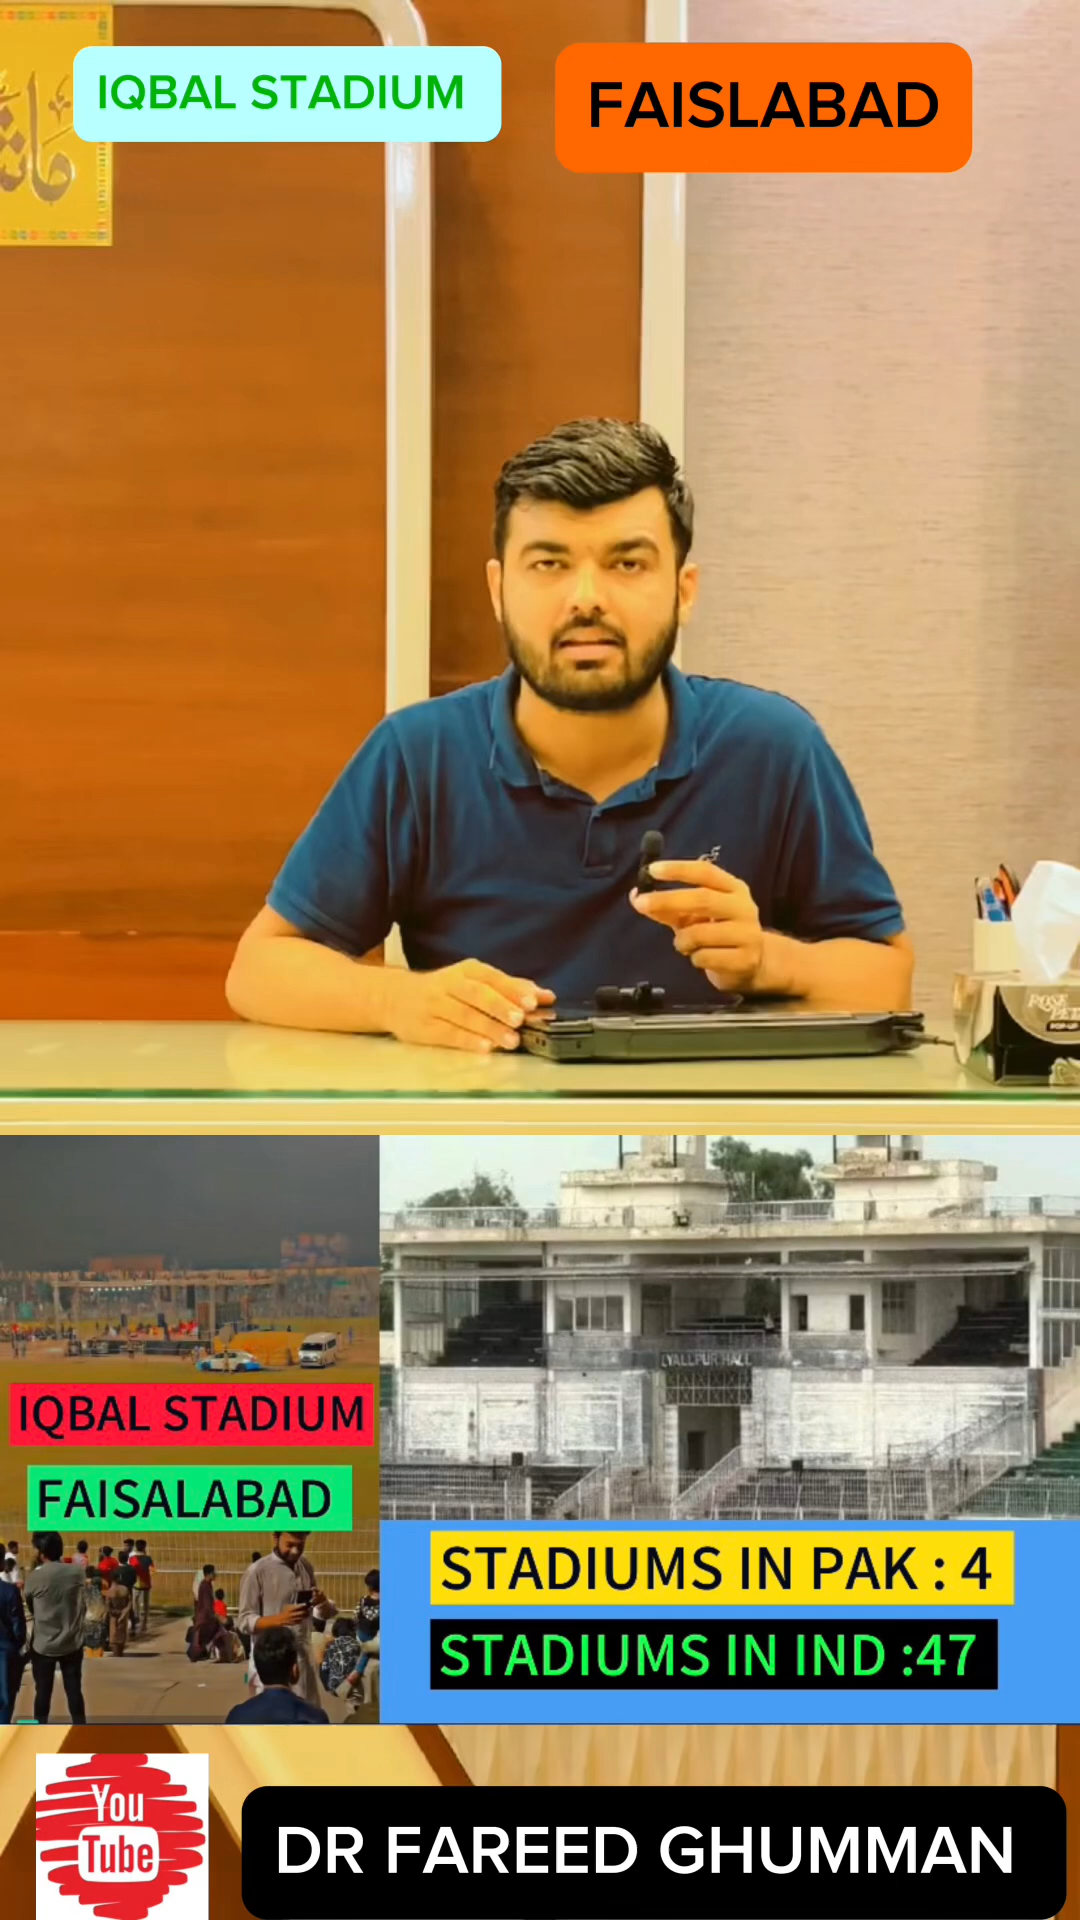 IQBAL STADIUM
FAISLABAD
LYALLPUR HALL
IQBAL STADIUM
FAISALABAD
STADIUMS IN PAK : 4
STADIUMS IN IND :47
You
Tube
DR FAREED GHUMMAN